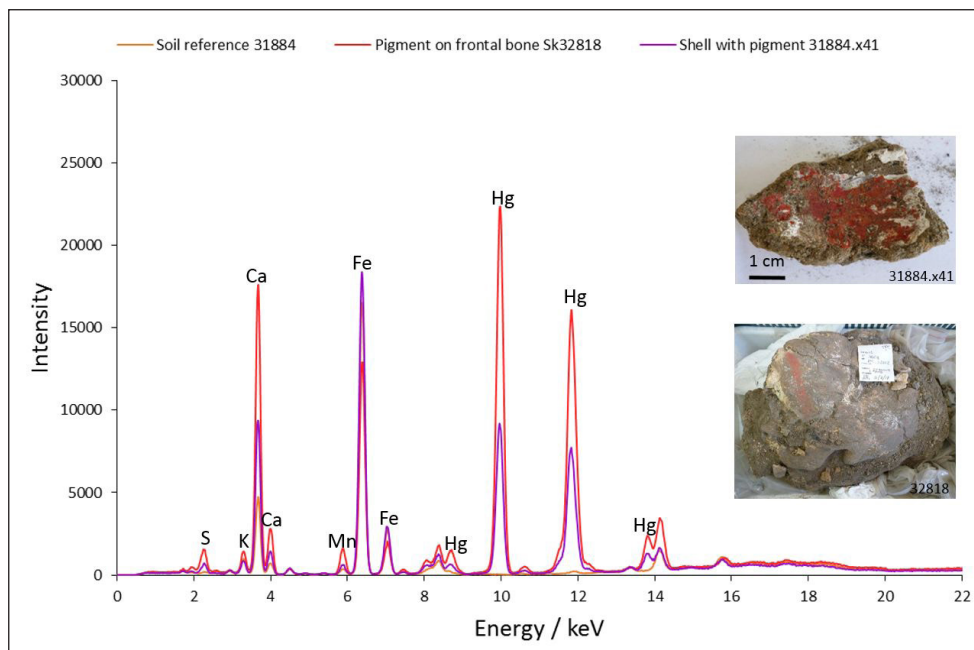 Soil reference 31884 Pigment on frontal bone Sk32818 Shell with pigment 31884.x41
30000
25000
20000
15000
10000
5000
0
Intensity
S
K
Ca
Ca
Mn
Fe
Fe
Hg
Hg
Hg
Hg
1 cm
31884.x41
32818
0 2 4 6 8 10 12 14 16 18 20 22
Energy / keV